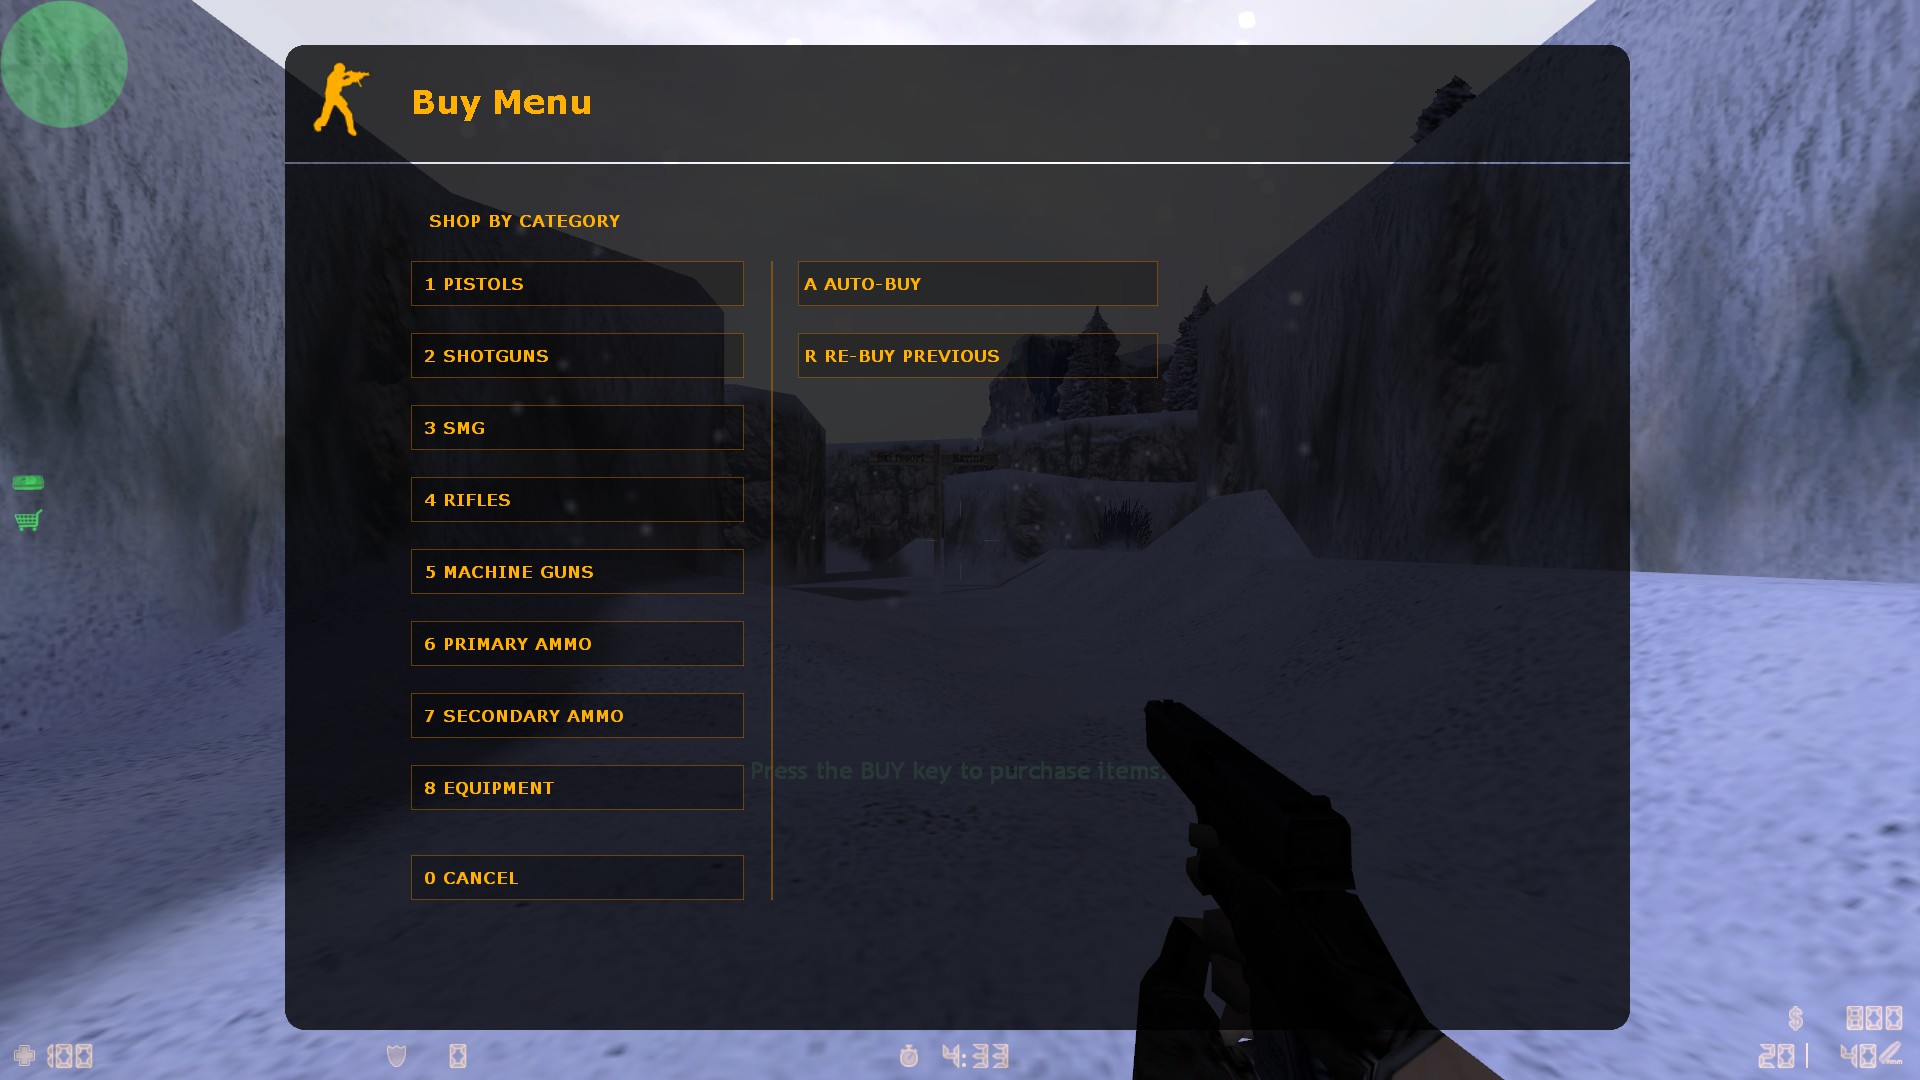 Buy Menu
SHOP BY CATEGORY
1 PISTOLS
2 SHOTGUNS
3 SMG
4 RIFLES
5 MACHINE GUNS
6 PRIMARY AMMO
7 SECONDARY AMMO
8 EQUIPMENT
0 CANCEL
A AUTO-BUY
R RE-BUY PREVIOUS
Press the BUY key to purchase items.
$ 800
100
0
4:33
20 | 40